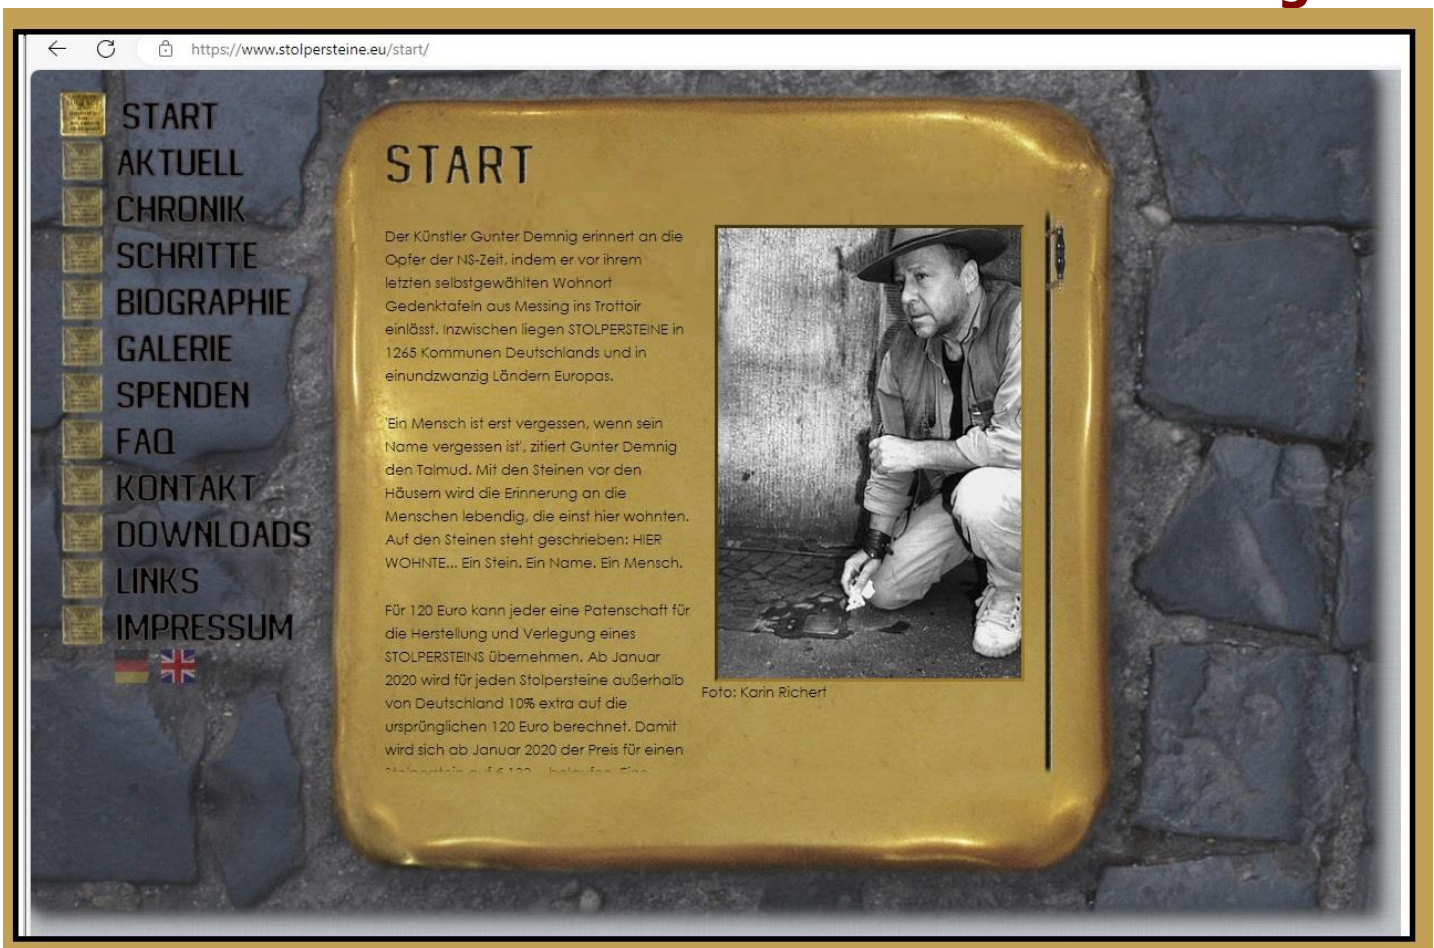 https://www.stolpersteine.eu/start/
START
AKTUELL
CHRONIK
SCHRITTE
BIOGRAPHIE
GALERIE
SPENDEN
FAQ
KONTAKT
DOWNLOADS
LINKS
IMPRESSUM
START
Der Künstler Gunter Demnig erinnert an die
Opfer der NS-Zeit, indem er vor ihrem
letzten selbstgewählten Wohnort
Gedenktafeln aus Messing ins Trottoir
einlässt. Inzwischen liegen STOLPERSTEINE in
1265 Kommunen Deutschlands und in
einundzwanzig Ländern Europas.
'Ein Mensch ist erst vergessen, wenn sein
Name vergessen ist', zitiert Gunter Demnig
den Talmud. Mit den Steinen vor den
Häusern wird die Erinnerung an die
Menschen lebendig, die einst hier wohnten.
Auf den Steinen steht geschrieben: HIER
WOHNTE... Ein Stein. Ein Name. Ein Mensch.
Für 120 Euro kann jeder eine Patenschaft für
die Herstellung und Verlegung eines
STOLPERSTEINS übernehmen. Ab Januar
2020 wird für jeden Stolpersteine außerhalb
von Deutschland 10% extra auf die
ursprünglichen 120 Euro berechnet. Damit
wird sich ab Januar 2020 der Preis für einen
Foto: Karin Richert